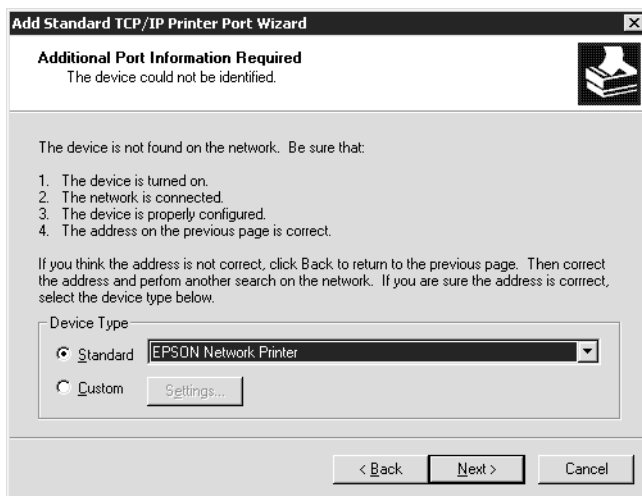 Add Standard TCP/IP Printer Port Wizard
Additional Port Information Required
The device could not be identified.
The device is not found on the network. Be sure that:
1. The device is turned on.
2. The network is connected.
3. The device is properly configured.
4. The address on the previous page is correct.
If you think the address is not correct, click Back to return to the previous page. Then correct
the address and perfom another search on the network. If you are sure the address is corrrect,
select the device type below.
Device Type
Standard EPSON Network Printer
Custom Settings...
< Back Next > Cancel